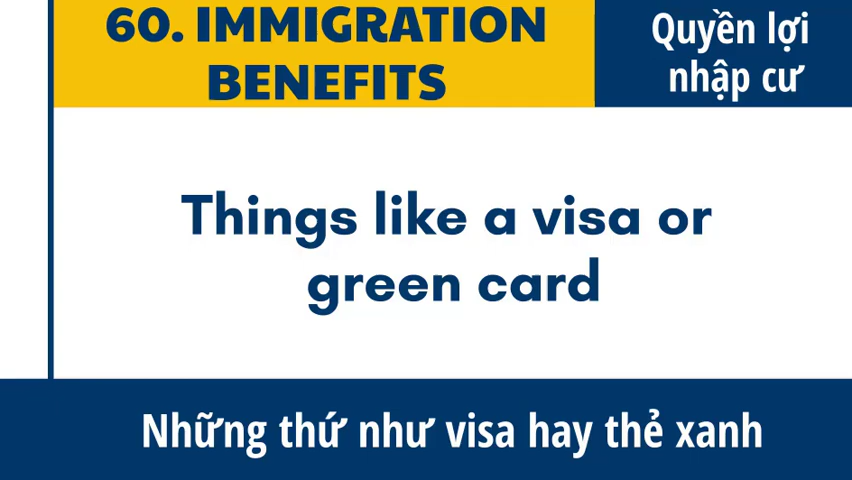 60. IMMIGRATION
BENEFITS
Quyền lợi
nhập cư
Things like a visa or
green card
Những thứ như visa hay thẻ xanh